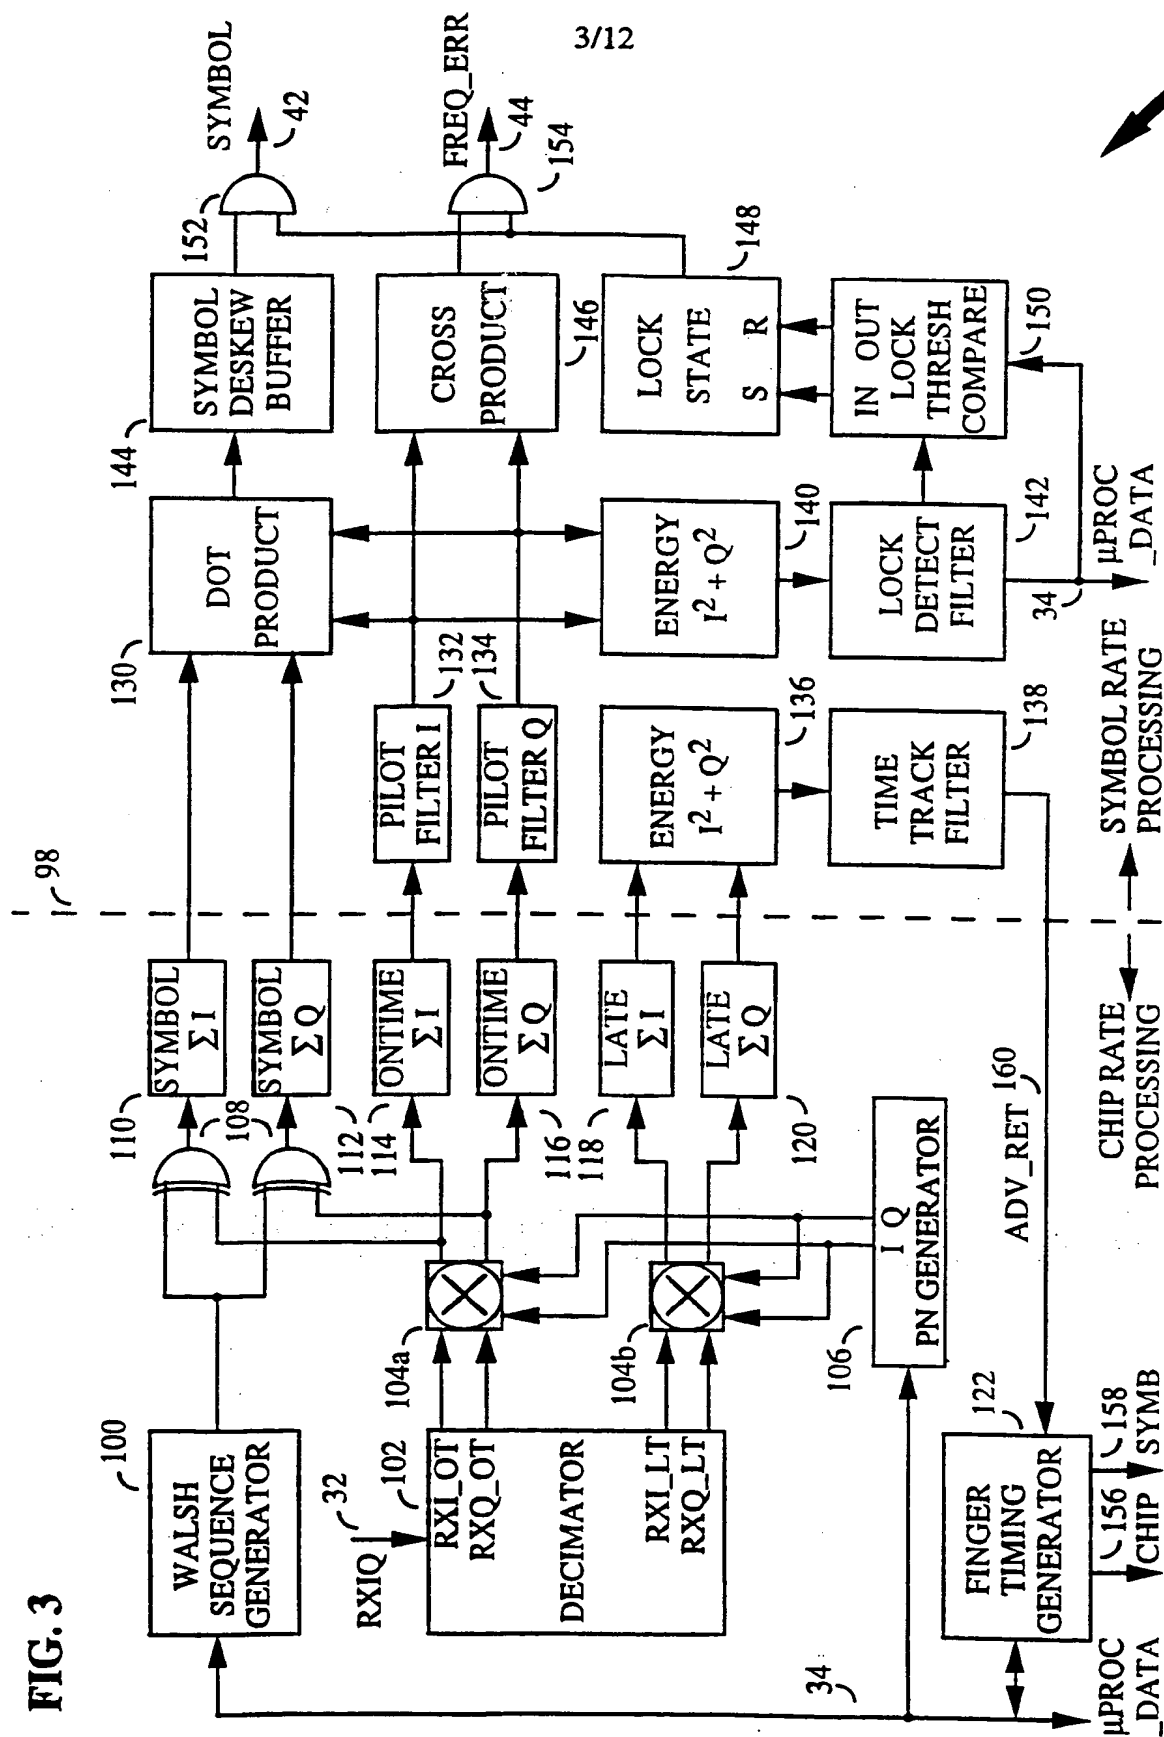 3/12
FIG. 3
WALSH
SEQUENCE
GENERATOR
100
RXIQ
32
102
RXI_OT
RXQ_OT
DECIMATOR
RXI_LT
RXQ_LT
104a
104b
106
I Q
PN GENERATOR
34
122
FINGER
TIMING
GENERATOR
156
158
CHIP
SYMB
µPROC
_DATA
ADV_RET
160
108
110
SYMBOL
Σ I
SYMBOL
Σ Q
112
114
ONTIME
Σ I
ONTIME
Σ Q
116
118
LATE
Σ I
LATE
Σ Q
120
CHIP RATE
PROCESSING
98
SYMBOL RATE
PROCESSING
PILOT
FILTER I
132
PILOT
FILTER Q
134
ENERGY
I² + Q²
136
TIME
TRACK
FILTER
138
130
DOT
PRODUCT
ENERGY
I² + Q²
140
LOCK
DETECT
FILTER
142
34
µPROC
_DATA
144
SYMBOL
DESKEW
BUFFER
CROSS
PRODUCT
146
LOCK
STATE
S R
148
IN OUT
LOCK
THRESH
COMPARE
150
152
SYMBOL
42
FREQ_ERR
44
154